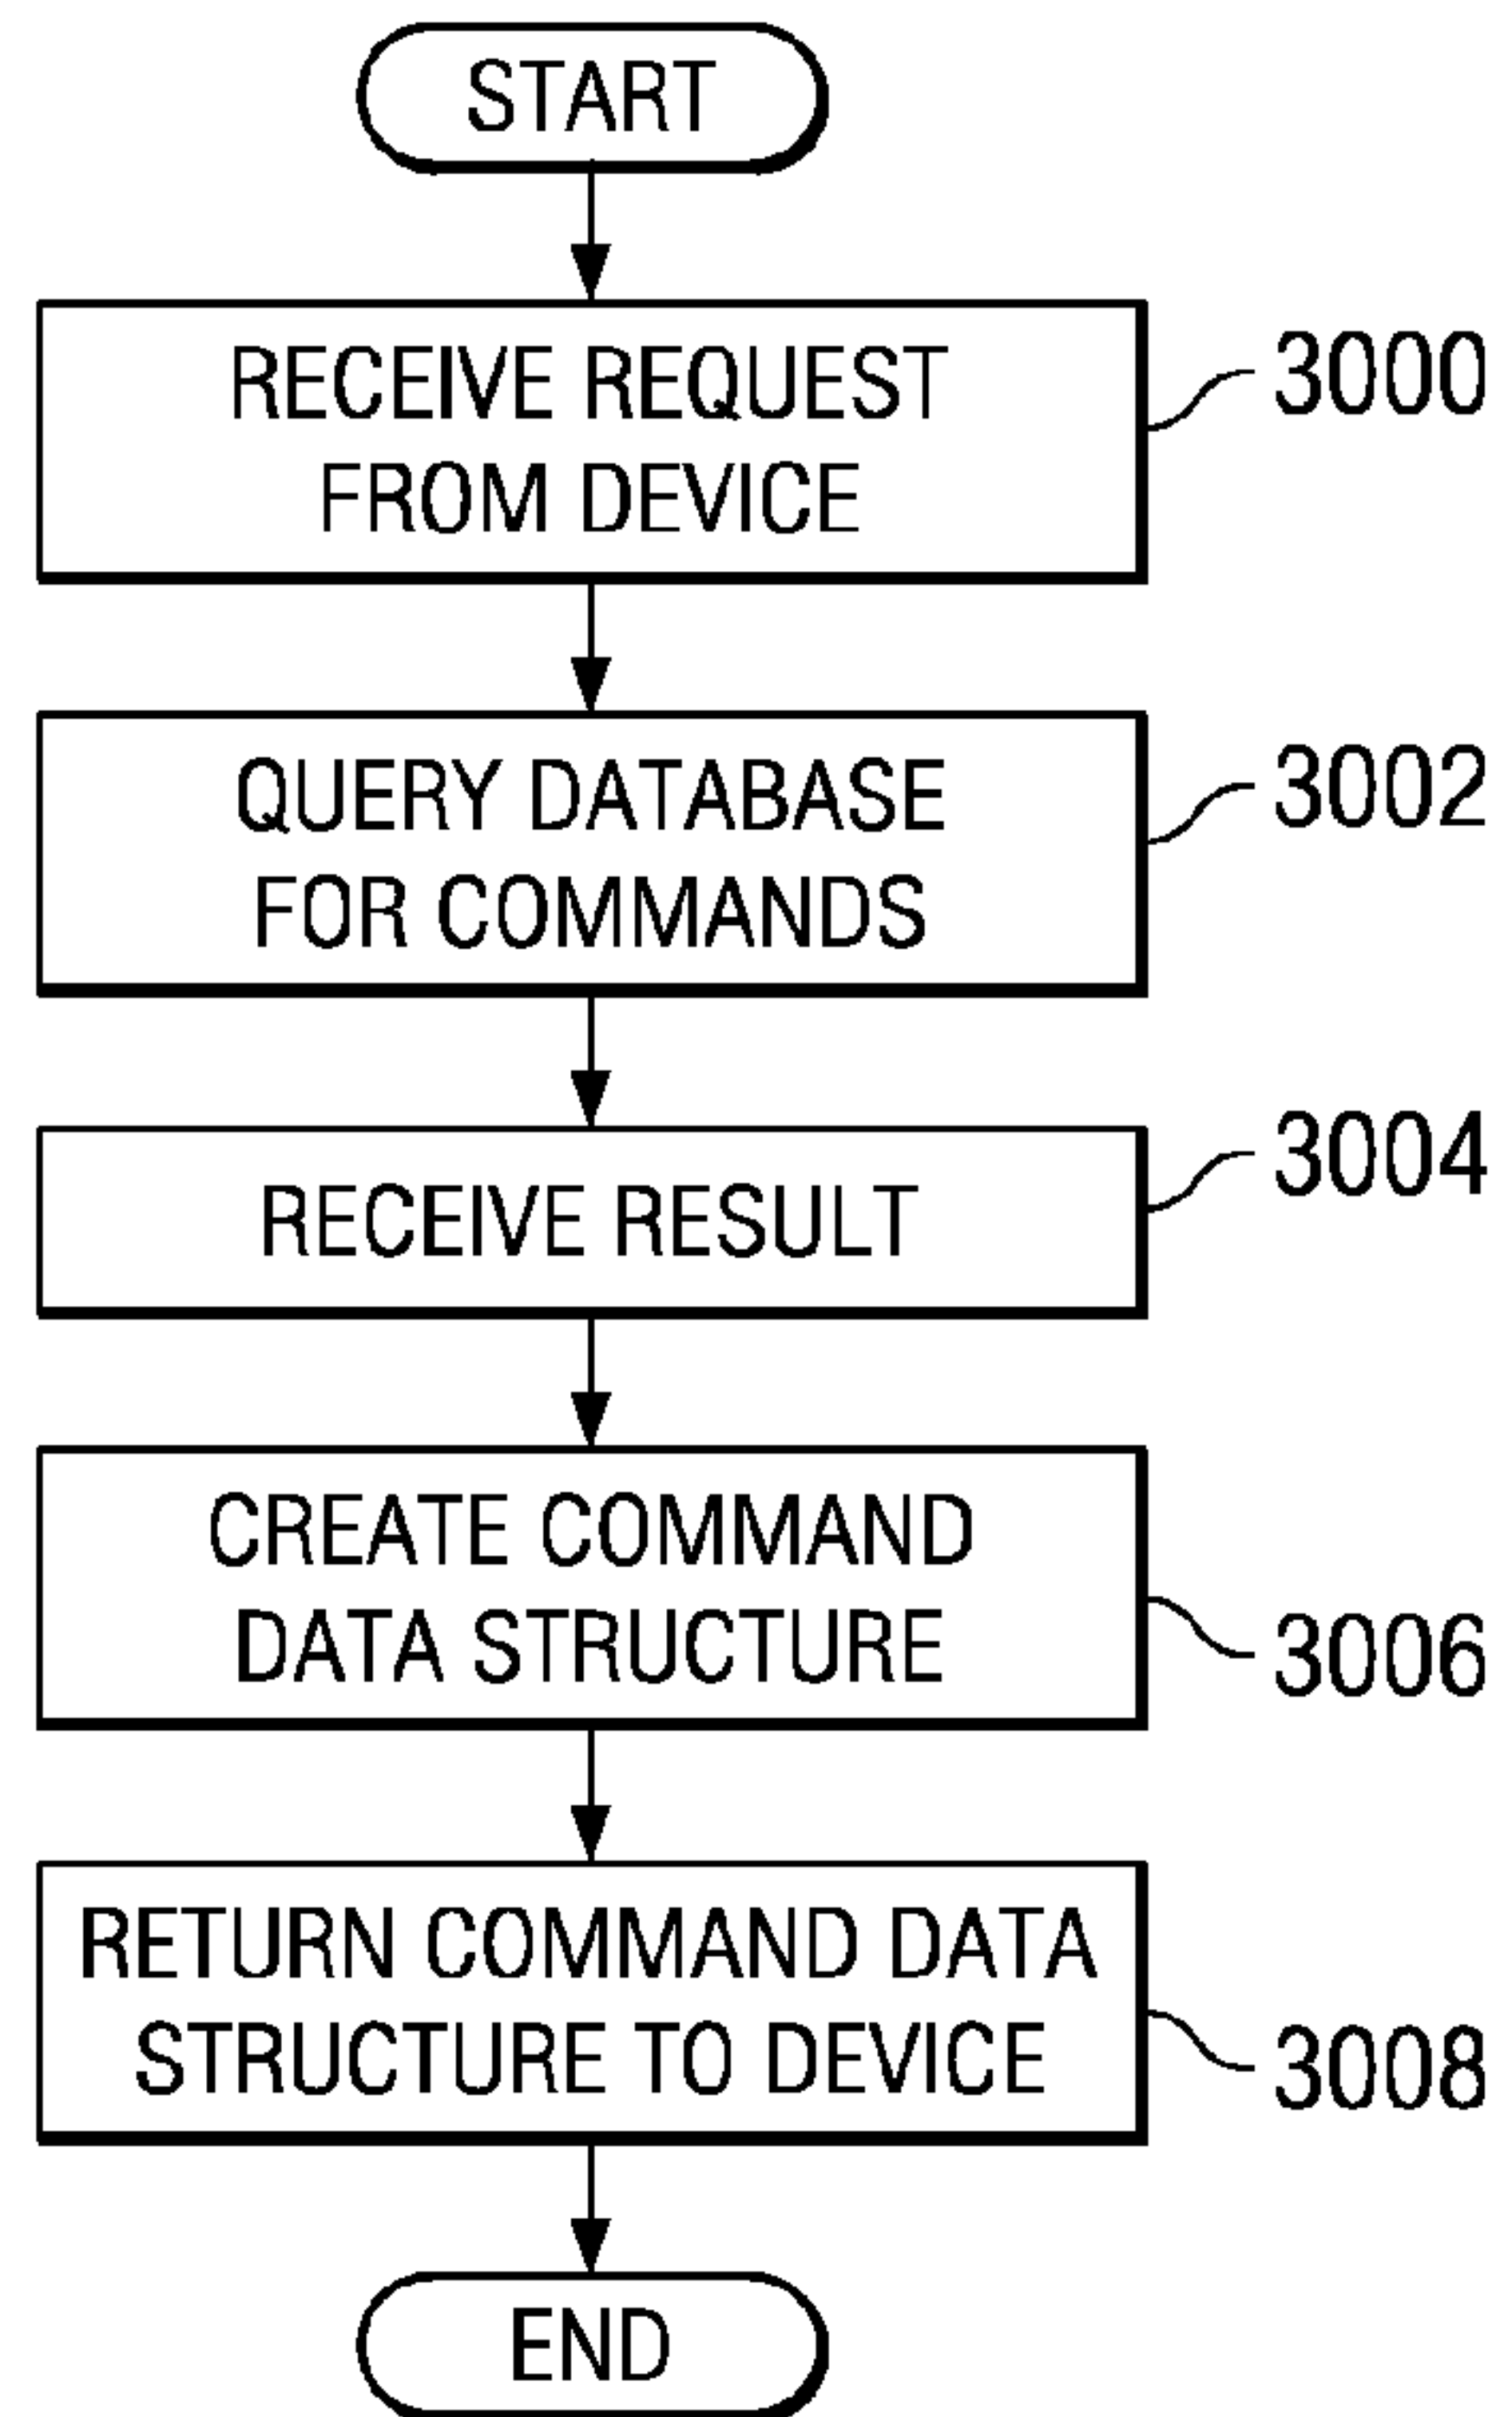 START
RECEIVE REQUEST
FROM DEVICE
3000
QUERY DATABASE
FOR COMMANDS
3002
RECEIVE RESULT
3004
CREATE COMMAND
DATA STRUCTURE
3006
RETURN COMMAND DATA
STRUCTURE TO DEVICE
3008
END